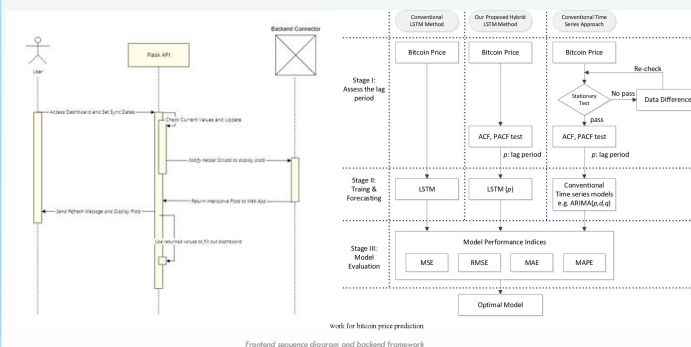 Backend Connector
Flask API
User
Access Dashboard and Set Sync Dates
Check Current Values and Update
Notify Helper Scripts to display plots
Return Interactive Plots to Web App
Send Refresh Message and Display Plots
Use returned values to fill out dashboard
Conventional
LSTM Method
Our Proposed Hybrid
LSTM Method
Conventional Time
Series Approach
Stage I:
Assess the lag
period
Bitcoin Price
Bitcoin Price
Bitcoin Price
Re-check
Stationary
Test
No pass
Data Difference
pass
ACF, PACF test
ACF, PACF test
p: lag period
p: lag period
Stage II:
Traing &
Forecasting
LSTM
LSTM (p)
Conventional
Time series models
e.g. ARIMA(p,d,q)
Stage III:
Model
Evaluation
Model Performance Indices
MSE
RMSE
MAE
MAPE
Optimal Model
work for bitcoin price prediction
Frontend sequence diagram and backend framework